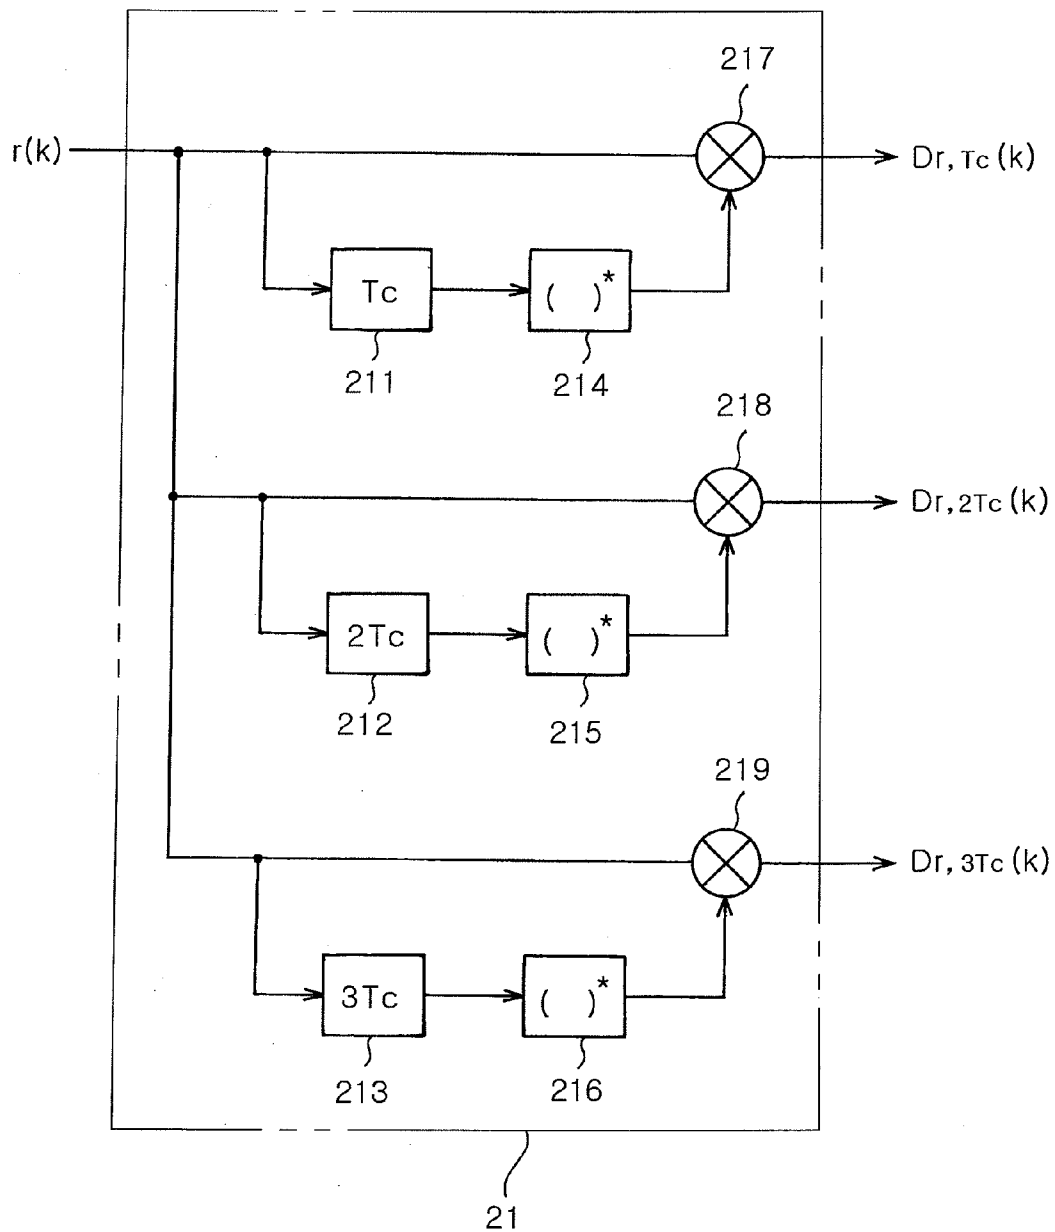 217
r(k)
Dr, Tc (k)
Tc
( )*
211
214
218
Dr, 2Tc (k)
2Tc
( )*
212
215
219
Dr, 3Tc (k)
3Tc
( )*
213
216
21